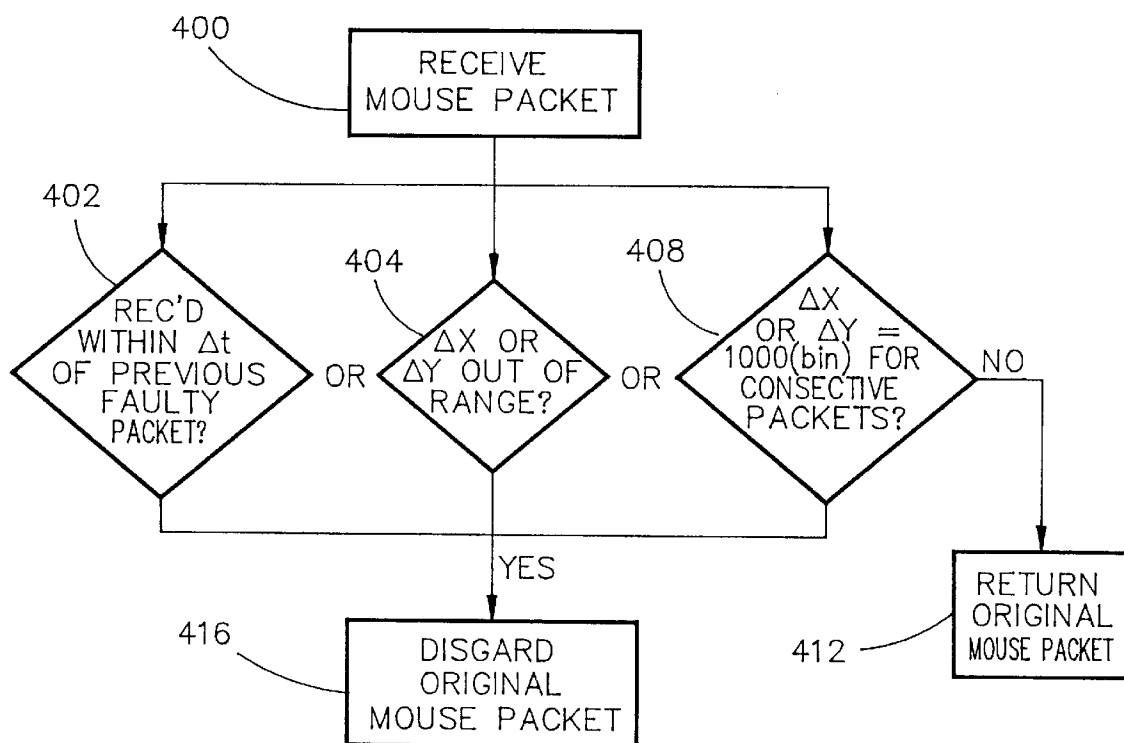 400
RECEIVE
MOUSE PACKET
402
REC'D
WITHIN Δt
OF PREVIOUS
FAULTY
PACKET?
OR
404
ΔX OR
ΔY OUT OF
RANGE?
OR
408
ΔX
OR ΔY =
1000(bin) FOR
CONSECTIVE
PACKETS?
NO
YES
416
DISGARD
ORIGINAL
MOUSE PACKET
412
RETURN
ORIGINAL
MOUSE PACKET